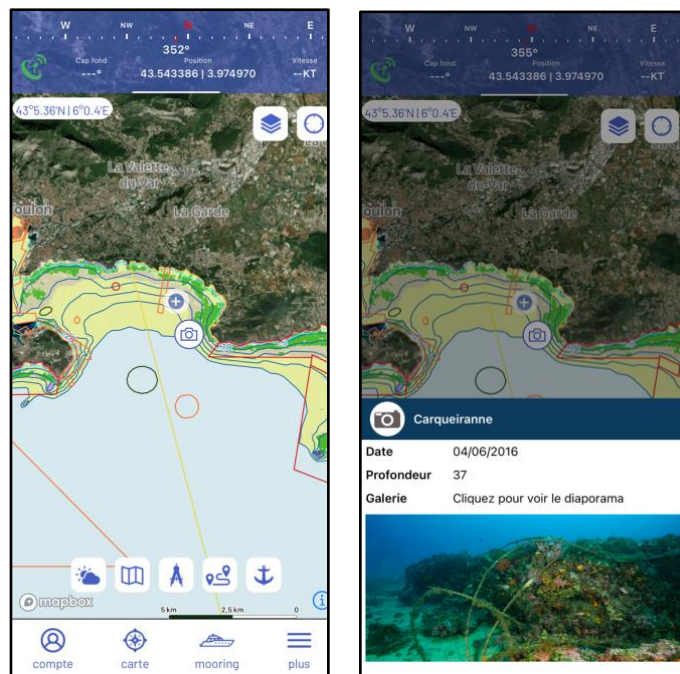 W NW N NE E
352°
Cap fond Position Vitesse
---° 43.543386 | 3.974970 --KT
43°5.36'N | 6°0.4'E
La Valette-
du-Var
La Garde
oulon
mapbox
5 km 2,5 km 0
compte carte mooring plus
W NW N NE E
355°
Cap fond Position Vitesse
---° 43.543386 | 3.974970 --KT
43°5.36'N | 6°0.4'E
La Valette-
du-Var
La Garde
oulon
Carqueiranne
Date 04/06/2016
Profondeur 37
Galerie Cliquez pour voir le diaporama